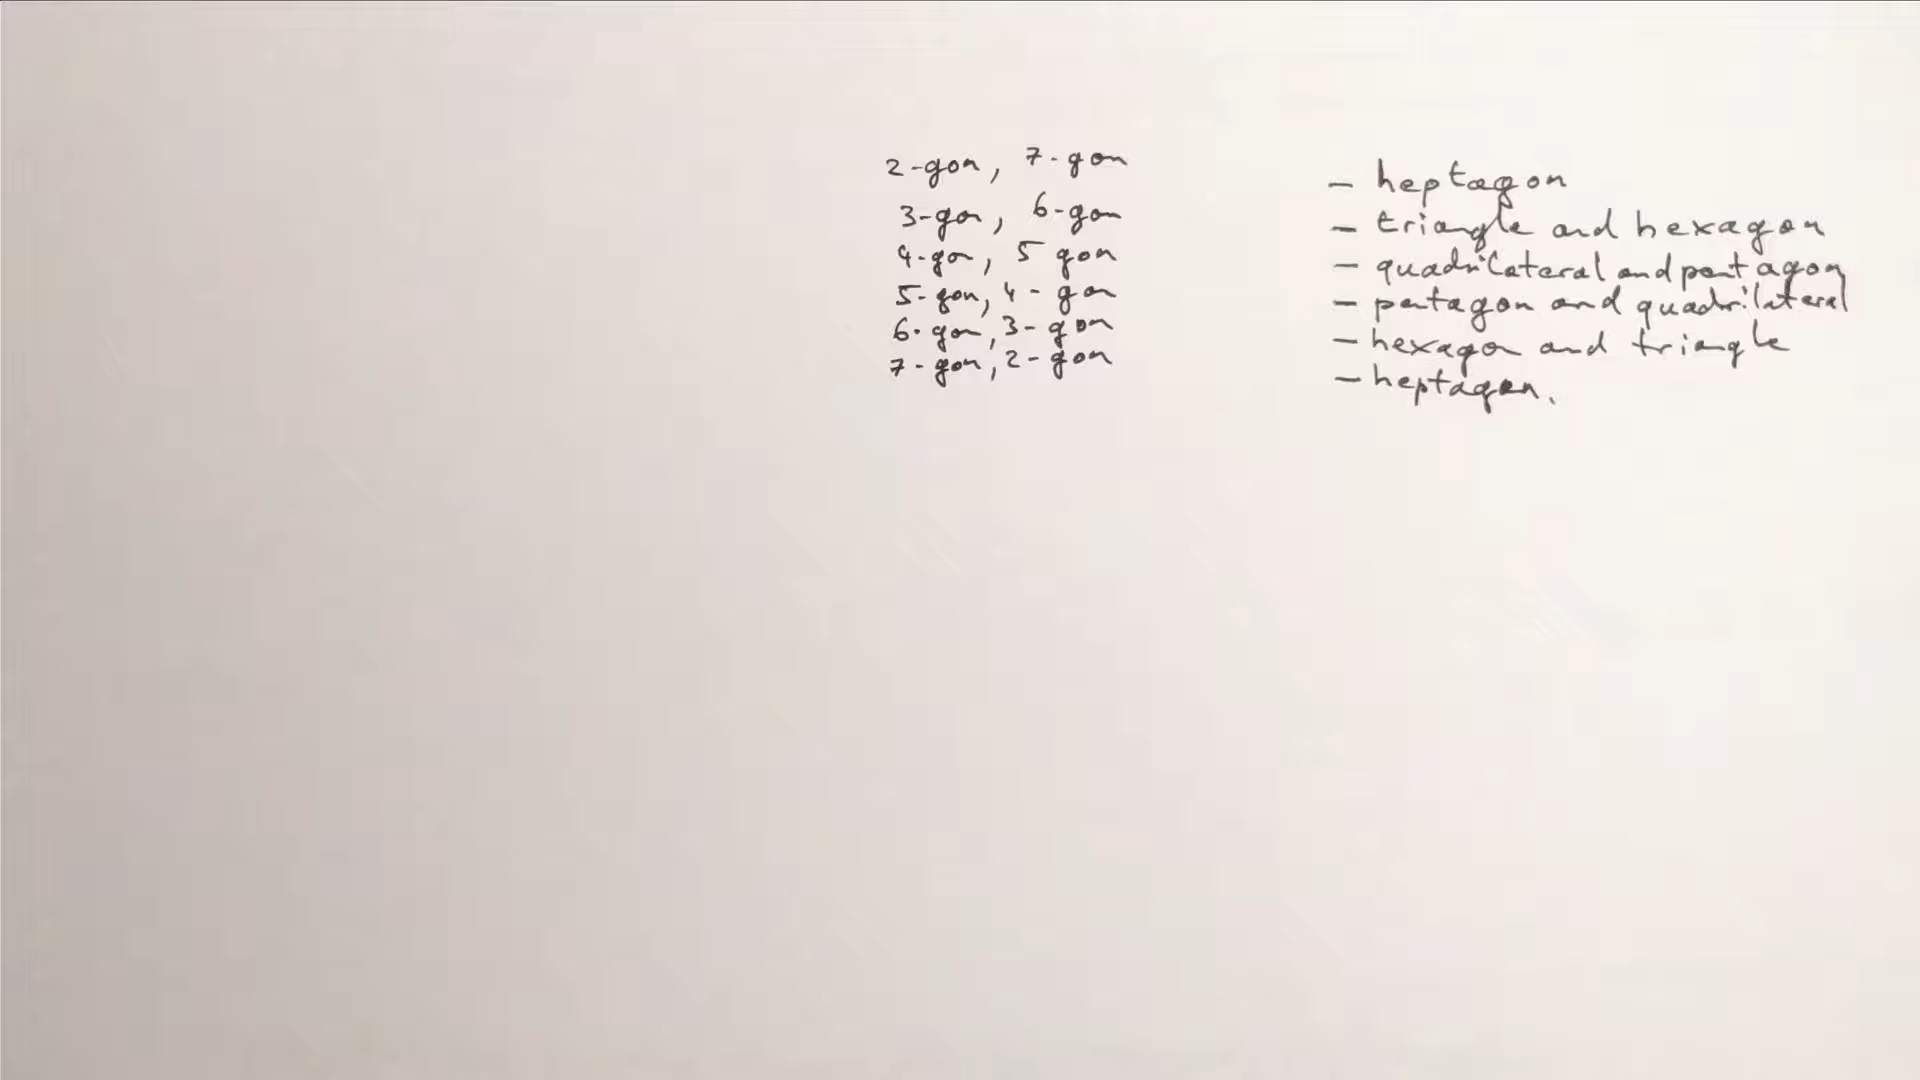 2-gon, 7-gon
3-gon, 6-gon
4-gon, 5 gon
5-gon, 4-gon
6-gon, 3-gon
7-gon, 2-gon
- heptagon
- triangle and hexagon
- quadrilateral and pentagon
- pentagon and quadrilateral
- hexagon and triangle
- heptagon.